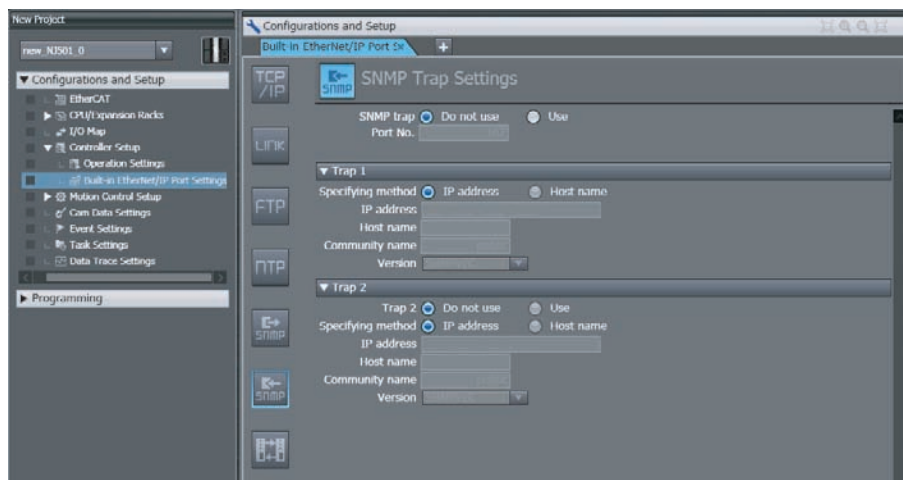 New Project
new_NJ501_0
Configurations and Setup
EtherCAT
CPU/Expansion Racks
I/O Map
Controller Setup
Operation Settings
Built-in EtherNet/IP Port Settings
Motion Control Setup
Cam Data Settings
Event Settings
Task Settings
Data Trace Settings
Programming
Configurations and Setup
Built-in EtherNet/IP Port S
TCP
/IP
LINK
FTP
NTP
SNMP
SNMP
SNMP
SNMP Trap Settings
SNMP trap Do not use Use
Port No.
Trap 1
Specifying method IP address Host name
IP address
Host name
Community name
Version
Trap 2
Trap 2 Do not use Use
Specifying method IP address Host name
IP address
Host name
Community name
Version